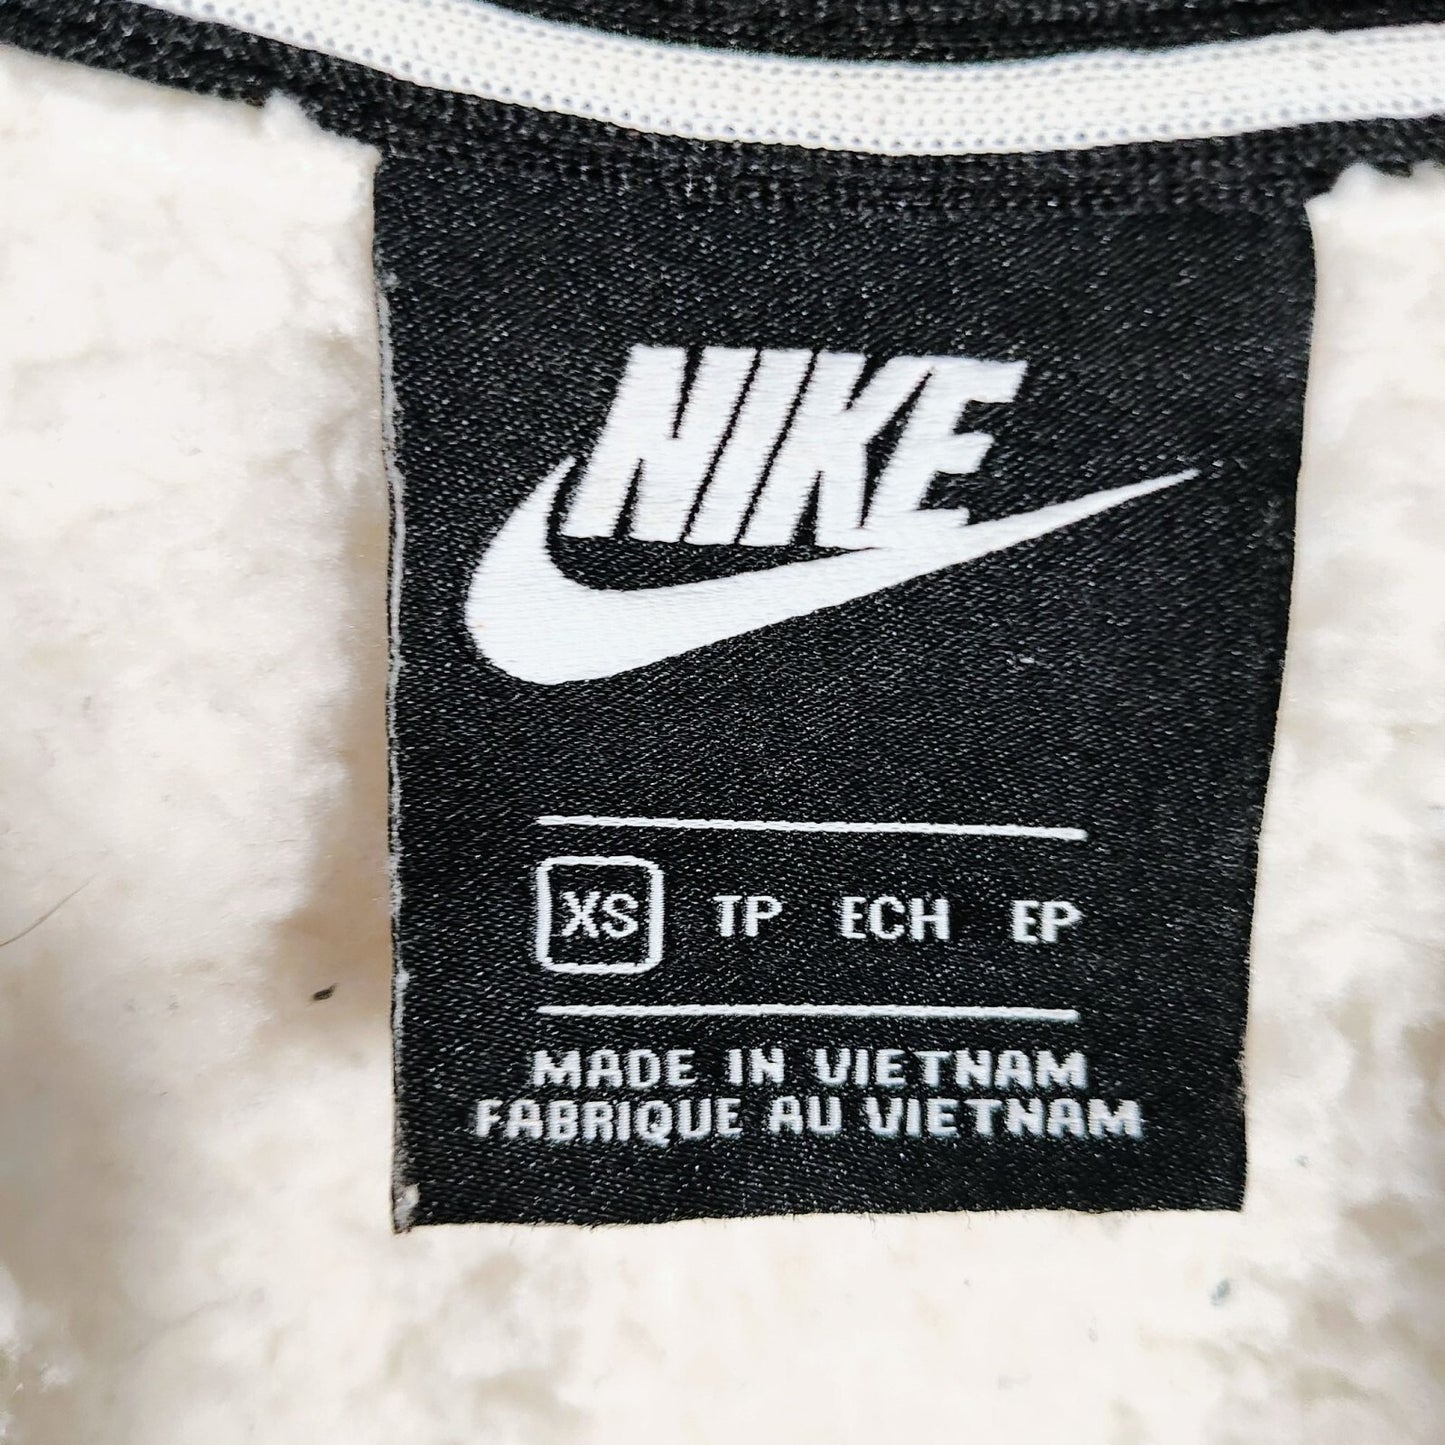 NIKE
XS TP ECH EP
MADE IN VIETNAM
FABRIQUE AU VIETNAM